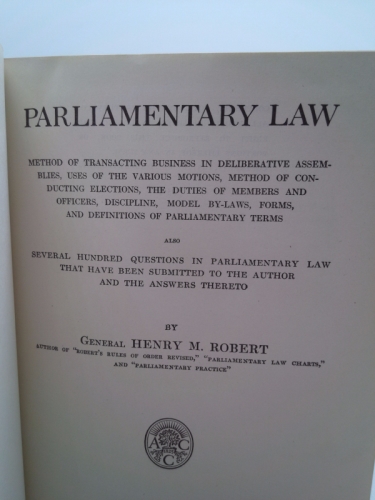 PARLIAMENTARY LAW
METHOD OF TRANSACTING BUSINESS IN DELIBERATIVE ASSEM-
BLIES, USES OF THE VARIOUS MOTIONS, METHOD OF CON-
DUCTING ELECTIONS, THE DUTIES OF MEMBERS AND
OFFICERS, DISCIPLINE, MODEL BY-LAWS, FORMS,
AND DEFINITIONS OF PARLIAMENTARY TERMS
ALSO
SEVERAL HUNDRED QUESTIONS IN PARLIAMENTARY LAW
THAT HAVE BEEN SUBMITTED TO THE AUTHOR
AND THE ANSWERS THERETO
BY
GENERAL HENRY M. ROBERT
AUTHOR OF "ROBERT'S RULES OF ORDER REVISED," "PARLIAMENTARY LAW CHARTS,"
AND "PARLIAMENTARY PRACTICE"
A C C